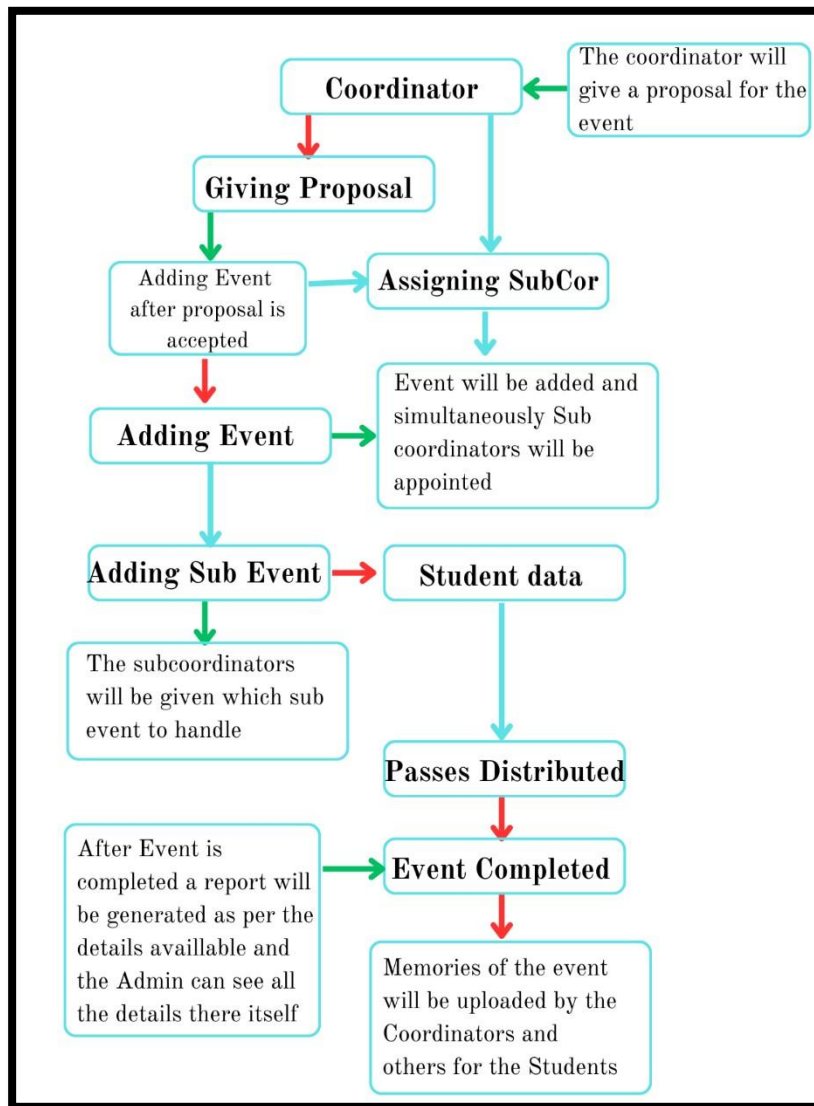 Coordinator
The coordinator will
give a proposal for the
event
Giving Proposal
Adding Event
after proposal is
accepted
Assigning SubCor
Event will be added and
simultaneously Sub
coordinators will be
appointed
Adding Event
Adding Sub Event
Student data
The subcoordinators
will be given which sub
event to handle
Passes Distributed
After Event is
completed a report will
be generated as per the
details availlable and
the Admin can see all
the details there itself
Event Completed
Memories of the event
will be uploaded by the
Coordinators and
others for the Students